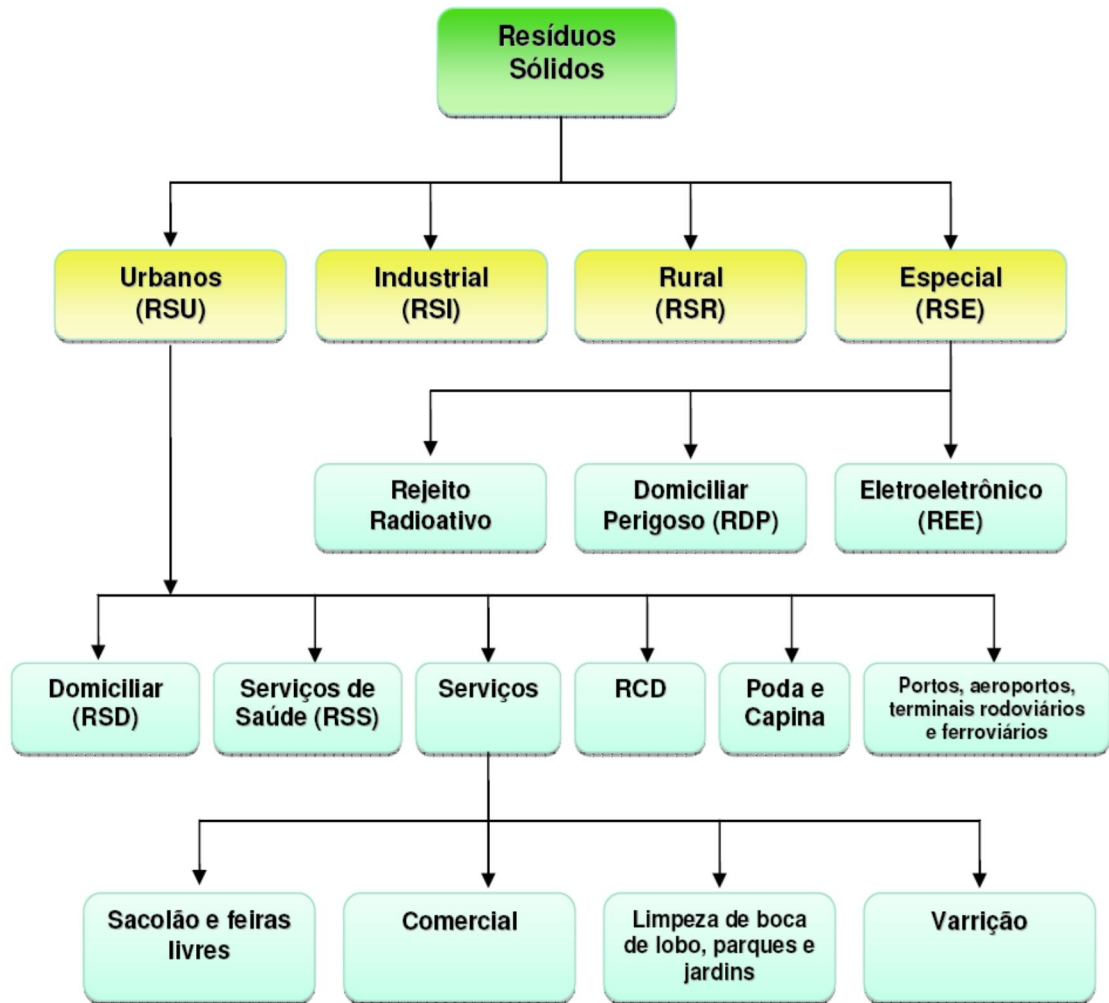 Resíduos
Sólidos
Urbanos
(RSU)
Industrial
(RSI)
Rural
(RSR)
Especial
(RSE)
Rejeito
Radioativo
Domiciliar
Perigoso (RDP)
Eletroeletrônico
(REE)
Domiciliar
(RSD)
Serviços de
Saúde (RSS)
Serviços
RCD
Poda e
Capina
Portos, aeroportos,
terminais rodoviários
e ferroviários
Sacolão e feiras
livres
Comercial
Limpeza de boca
de lobo, parques e
jardins
Varrição